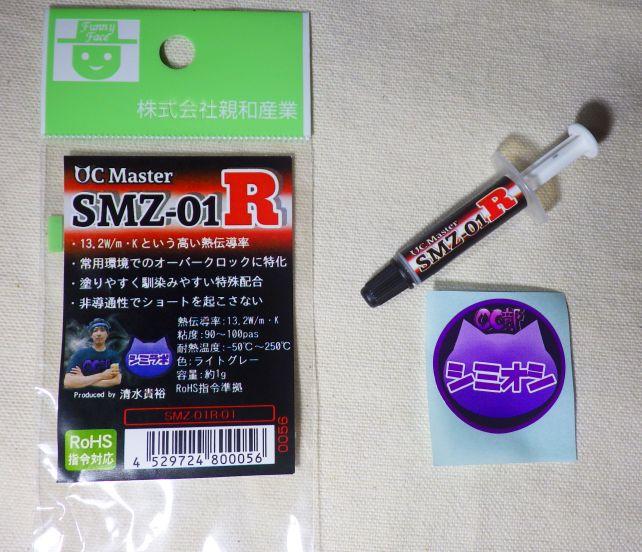 Funny
Face
株式会社親和産業
OC Master
SMZ-01R
・13.2W/m・Kという高い熱伝導率
・常用環境でのオーバークロックに特化
・塗りやすく馴染みやすい特殊配合
・非導通性でショートを起こさない
熱伝導率:13.2W/m・K
粘度:90～100pas
耐熱温度:-50℃～250℃
色:ライトグレー
容量:約1g
RoHS指令準拠
Produced by 清水貴裕
SMZ-01R-01
0056
RoHS
指令対応
4 529724 800056
OC Master
SMZ-01R
OC部
シミオシ